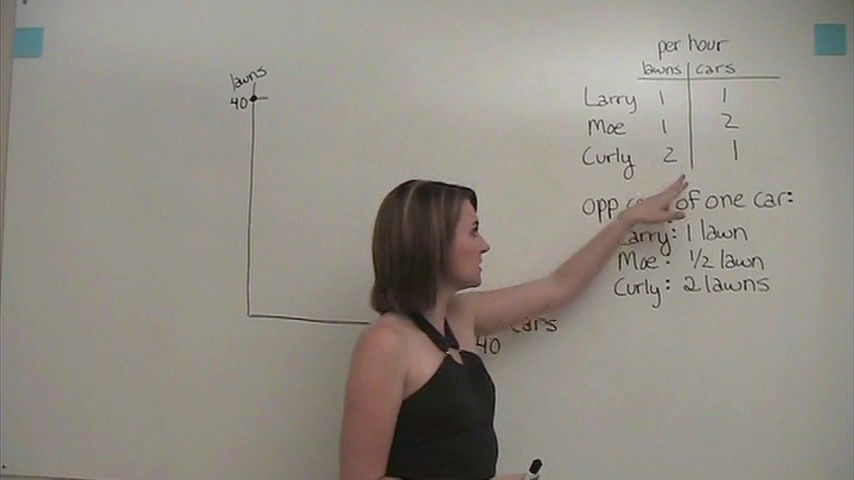 lawns
40
cars
40
per hour
lawns cars
Larry 1 1
Moe 1 2
Curly 2 1
opp of one car:
Larry: 1 lawn
Moe: 1/2 lawn
Curly: 2 lawns